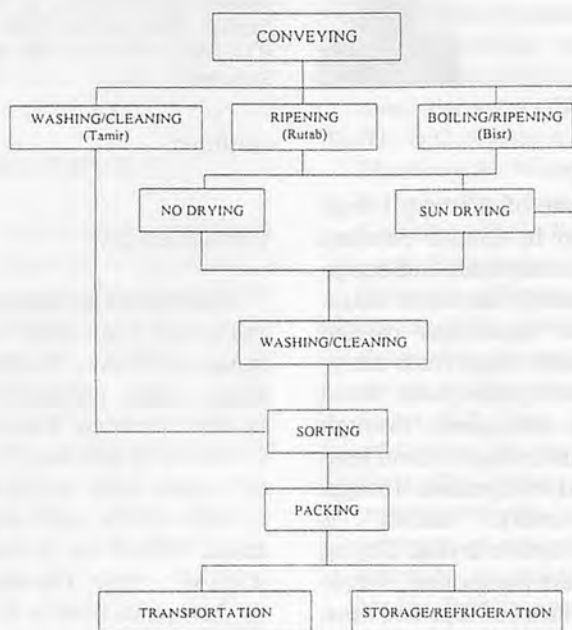 CONVEYING
WASHING/CLEANING
(Tamir)
RIPENING
(Rutab)
BOILING/RIPENING
(Bisr)
NO DRYING
SUN DRYING
WASHING/CLEANING
SORTING
PACKING
TRANSPORTATION
STORAGE/REFRIGERATION